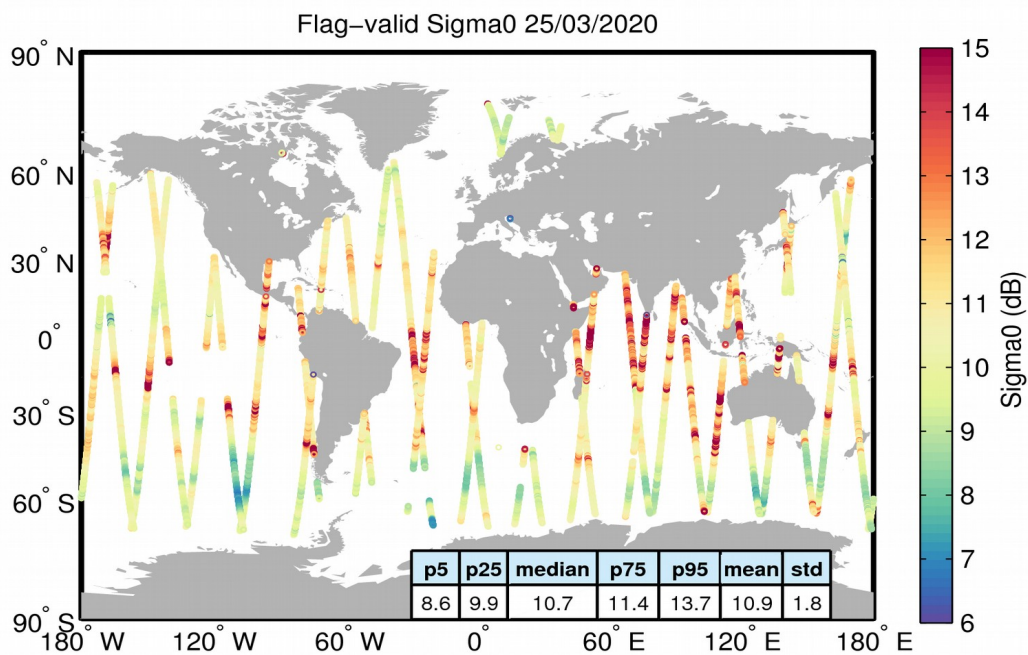 Flag-valid Sigma0 25/03/2020
90° N
60° N
30° N
0°
30° S
60° S
90° S
180° W
120° W
60° W
0°
60° E
120° E
180° E
p5 p25 median p75 p95 mean std
8.6 9.9 10.7 11.4 13.7 10.9 1.8
15
14
13
12
11
10
9
8
7
6
Sigma0 (dB)